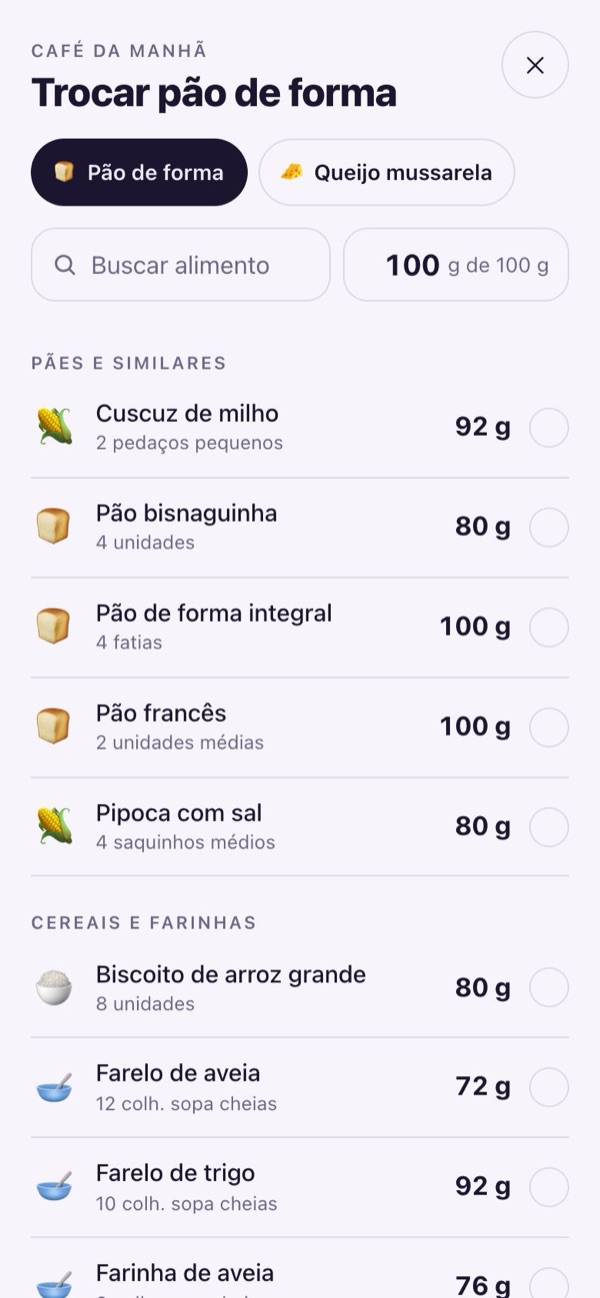 CAFÉ DA MANHÃ
Trocar pão de forma
Pão de forma
Queijo mussarela
Buscar alimento
100 g de 100 g
PÃES E SIMILARES
Cuscuz de milho
2 pedaços pequenos
92 g
Pão bisnaguinha
4 unidades
80 g
Pão de forma integral
4 fatias
100 g
Pão francês
2 unidades médias
100 g
Pipoca com sal
4 saquinhos médios
80 g
CEREAIS E FARINHAS
Biscoito de arroz grande
8 unidades
80 g
Farelo de aveia
12 colh. sopa cheias
72 g
Farelo de trigo
10 colh. sopa cheias
92 g
Farinha de aveia
76 g